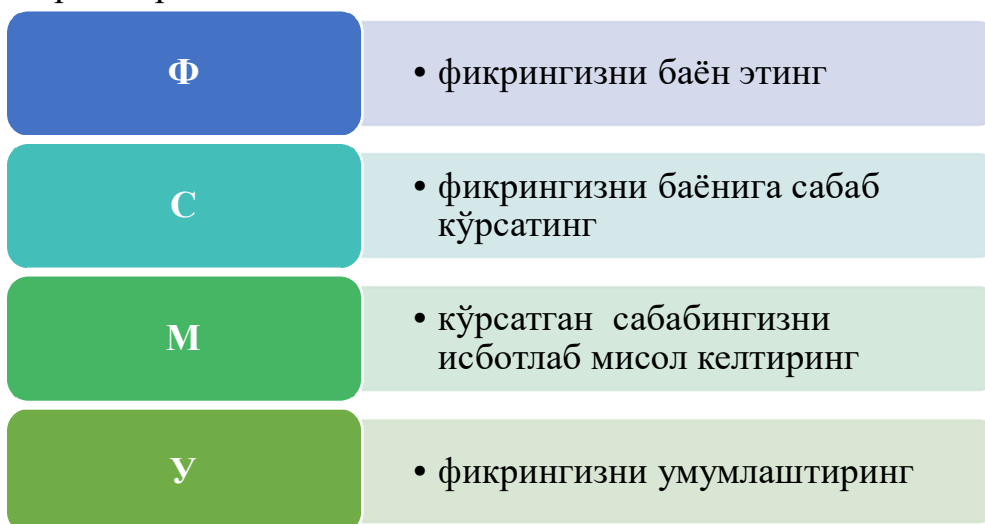 Ф
• фикрингизни баён этинг
С
• фикрингизни баёнига сабаб
кўрсатинг
М
• кўрсатган сабабингизни
исботлаб мисол келтиринг
У
• фикрингизни умумлаштиринг